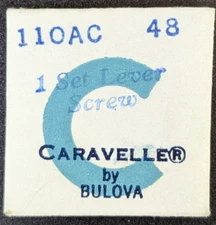 110AC 48
1 Set Lever
Screw
CARAVELLE®
by
BULOVA